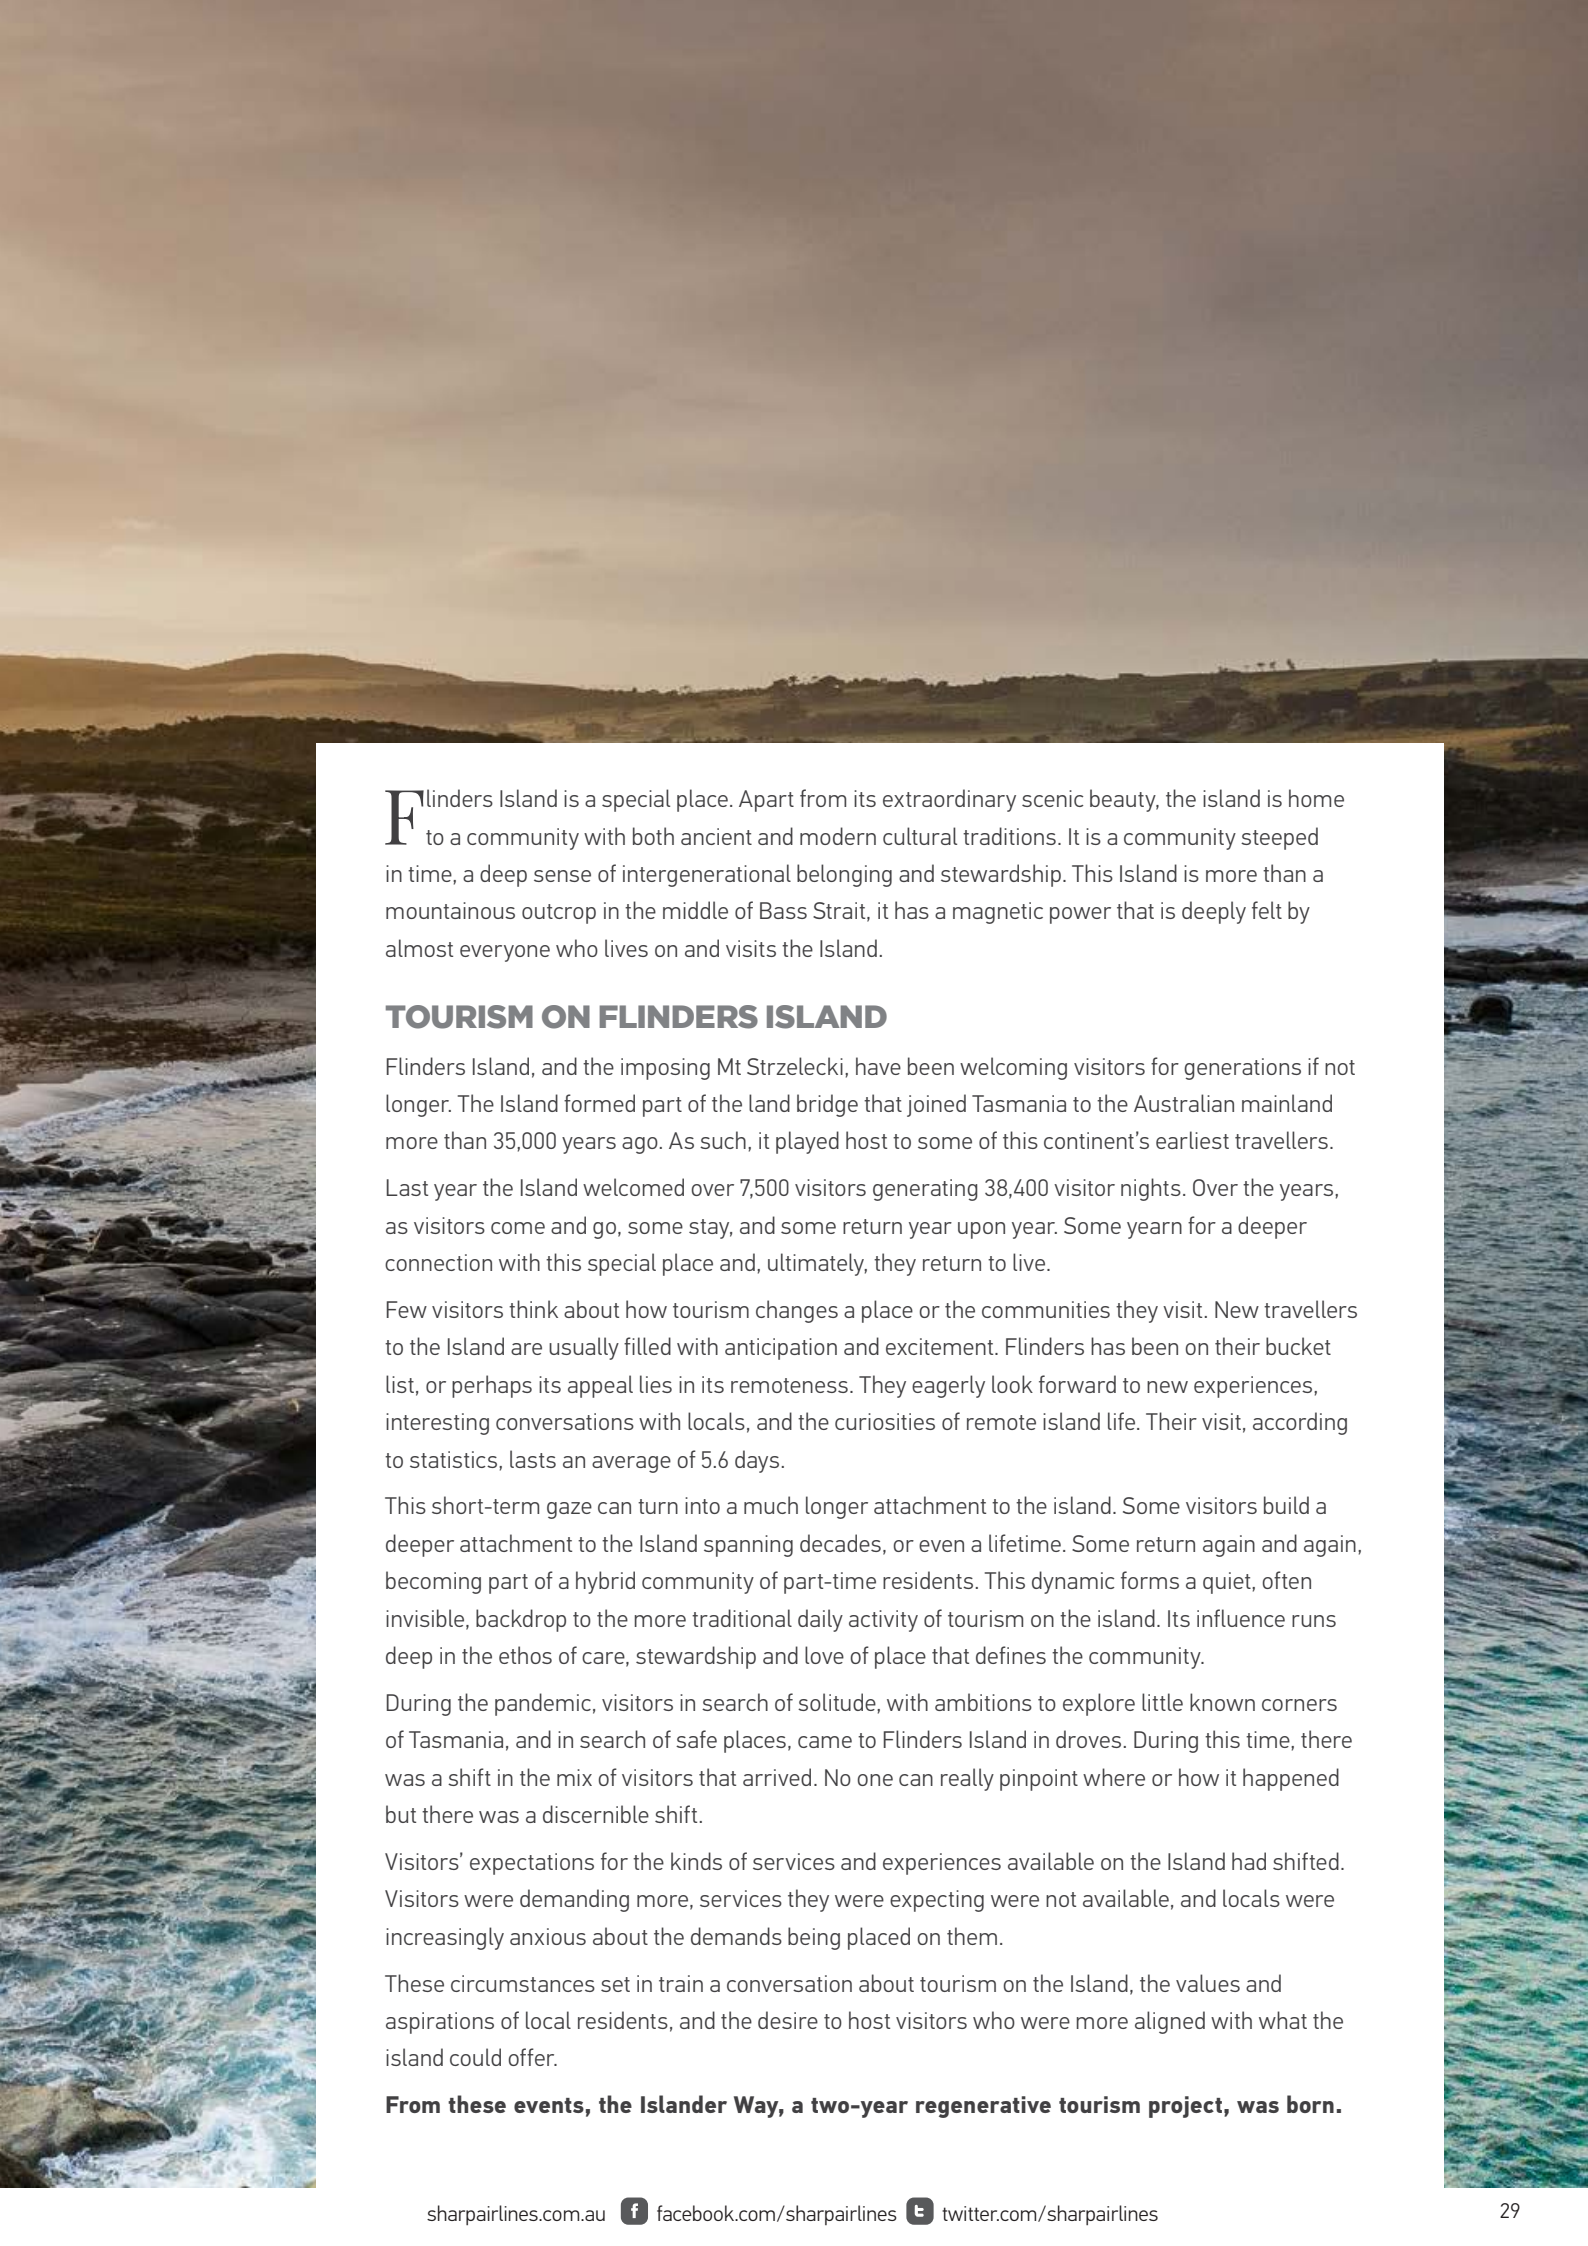 Flinders Island is a special place. Apart from its extraordinary scenic beauty, the island is home
to a community with both ancient and modern cultural traditions. It is a community steeped
in time, a deep sense of intergenerational belonging and stewardship. This Island is more than a
mountainous outcrop in the middle of Bass Strait, it has a magnetic power that is deeply felt by
almost everyone who lives on and visits the Island.
TOURISM ON FLINDERS ISLAND
Flinders Island, and the imposing Mt Strzelecki, have been welcoming visitors for generations if not
longer. The Island formed part of the land bridge that joined Tasmania to the Australian mainland
more than 35,000 years ago. As such, it played host to some of this continent's earliest travellers.
Last year the Island welcomed over 7,500 visitors generating 38,400 visitor nights. Over the years,
as visitors come and go, some stay, and some return year upon year. Some yearn for a deeper
connection with this special place and, ultimately, they return to live.
Few visitors think about how tourism changes a place or the communities they visit. New travellers
to the Island are usually filled with anticipation and excitement. Flinders has been on their bucket
list, or perhaps its appeal lies in its remoteness. They eagerly look forward to new experiences,
interesting conversations with locals, and the curiosities of remote island life. Their visit, according
to statistics, lasts an average of 5.6 days.
This short-term gaze can turn into a much longer attachment to the island. Some visitors build a
deeper attachment to the Island spanning decades, or even a lifetime. Some return again and again,
becoming part of a hybrid community of part-time residents. This dynamic forms a quiet, often
invisible, backdrop to the more traditional daily activity of tourism on the island. Its influence runs
deep in the ethos of care, stewardship and love of place that defines the community.
During the pandemic, visitors in search of solitude, with ambitions to explore little known corners
of Tasmania, and in search of safe places, came to Flinders Island in droves. During this time, there
was a shift in the mix of visitors that arrived. No one can really pinpoint where or how it happened
but there was a discernible shift.
Visitors' expectations for the kinds of services and experiences available on the Island had shifted.
Visitors were demanding more, services they were expecting were not available, and locals were
increasingly anxious about the demands being placed on them.
These circumstances set in train a conversation about tourism on the Island, the values and
aspirations of local residents, and the desire to host visitors who were more aligned with what the
island could offer.
From these events, the Islander Way, a two-year regenerative tourism project, was born.
sharpairlines.com.au f facebook.com/sharpairlines t twitter.com/sharpairlines 29